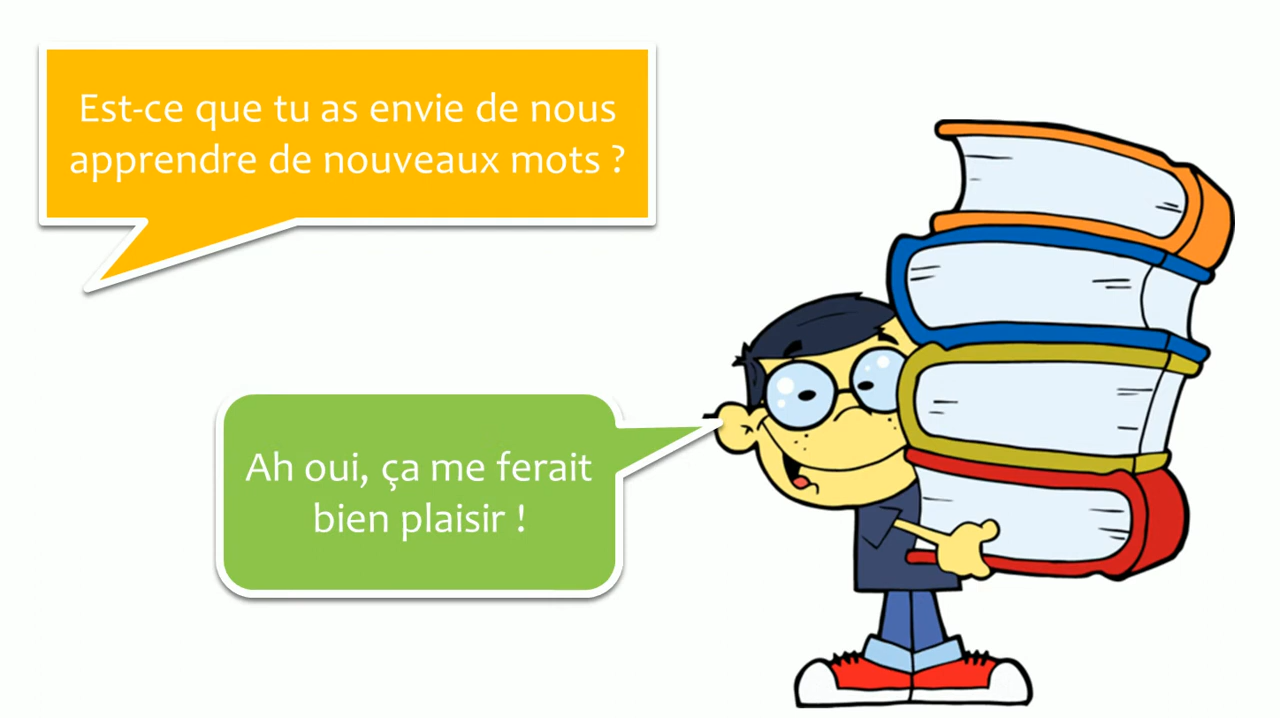 Est-ce que tu as envie de nous
apprendre de nouveaux mots ?
Ah oui, ça me ferait
bien plaisir !